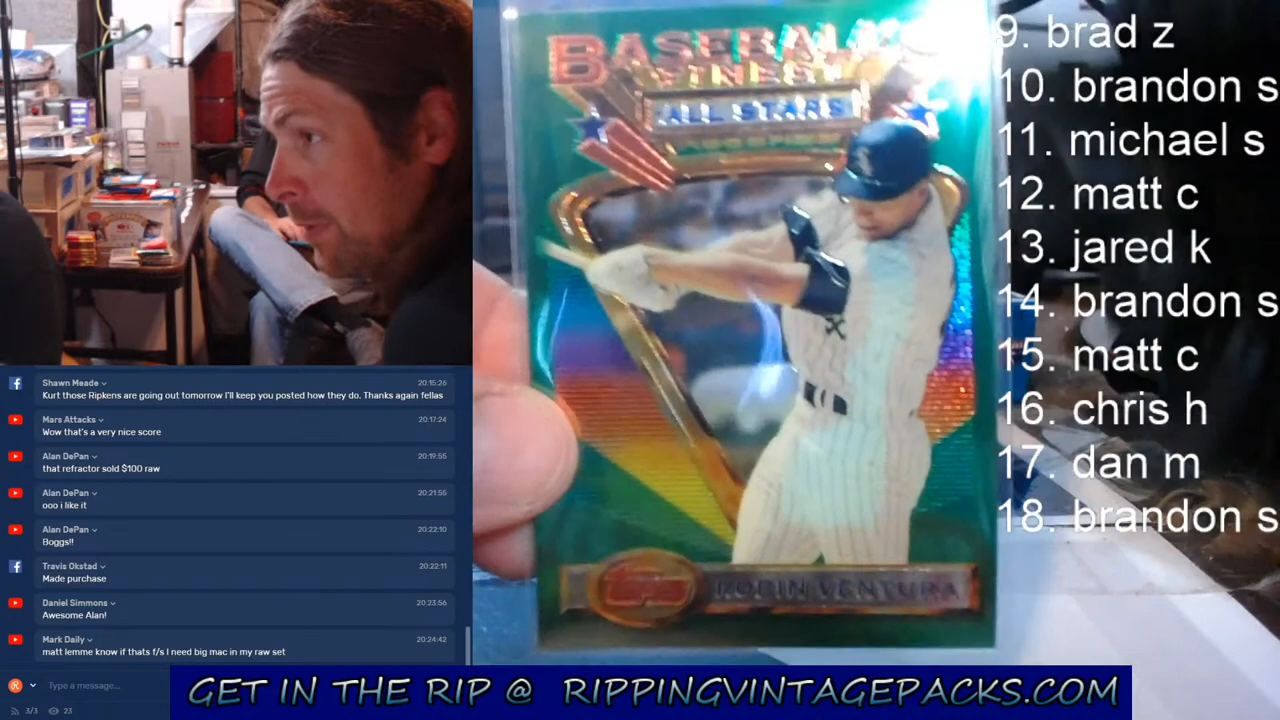 BASEBALL'S
FINEST
ALL STARS
ROBIN VENTURA
9. brad z
10. brandon s
11. michael s
12. matt c
13. jared k
14. brandon s
15. matt c
16. chris h
17. dan m
18. brandon s
Shawn Meade 20:15:26
Kurt those Ripkens are going out tomorrow I'll keep you posted how they do. Thanks again fellas
Mars Attacks 20:17:24
Wow that's a very nice score
Alan DePan 20:19:55
that refractor sold $100 raw
Alan DePan 20:21:55
ooo i like it
Alan DePan 20:22:10
Boggs!!
Travis Okstad 20:22:11
Made purchase
Daniel Simmons 20:23:56
Awesome Alan!
Mark Daily 20:24:42
matt lemme know if thats f/s I need big mac in my raw set
Type a message...
3/3 23
GET IN THE RIP @ RIPPINGVINTAGEPACKS.COM